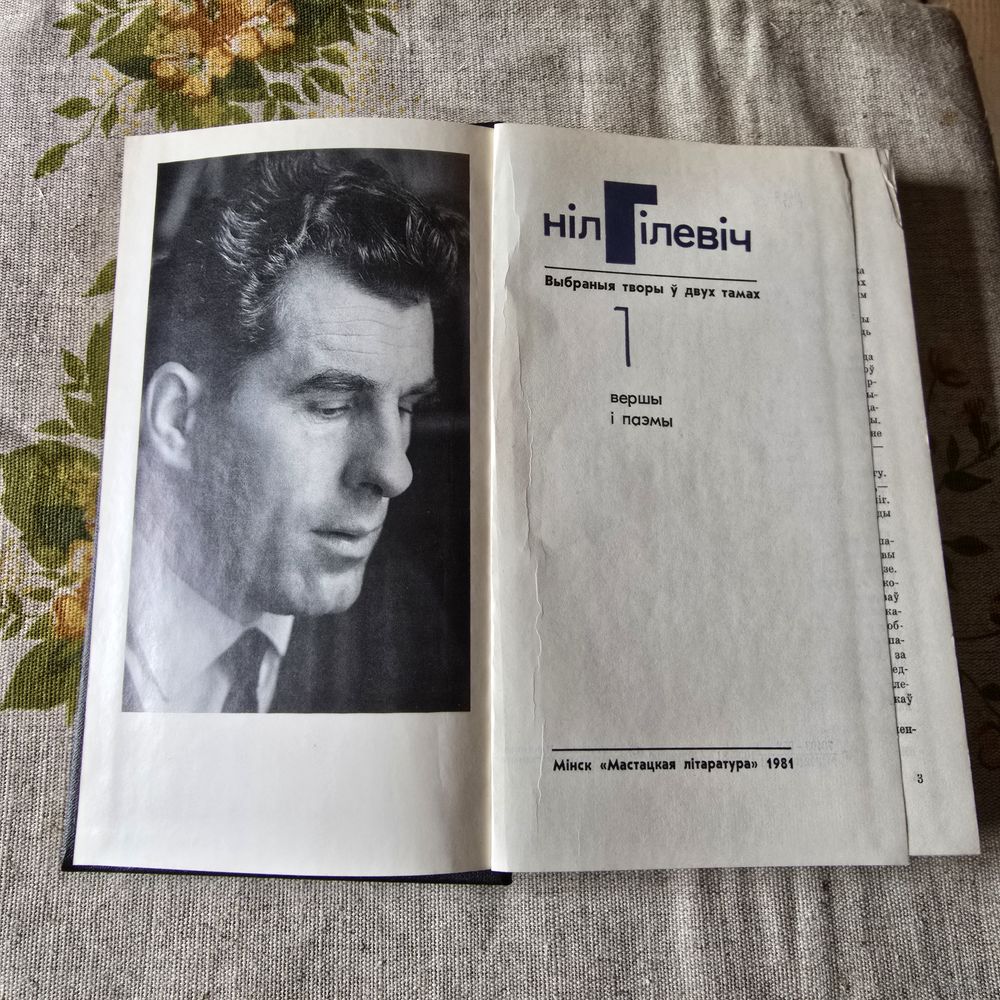 ніл Гілевіч
Выбраныя творы ў двух тамах
1
вершы
і паэмы
Мінск «Мастацкая літаратура» 1981
3